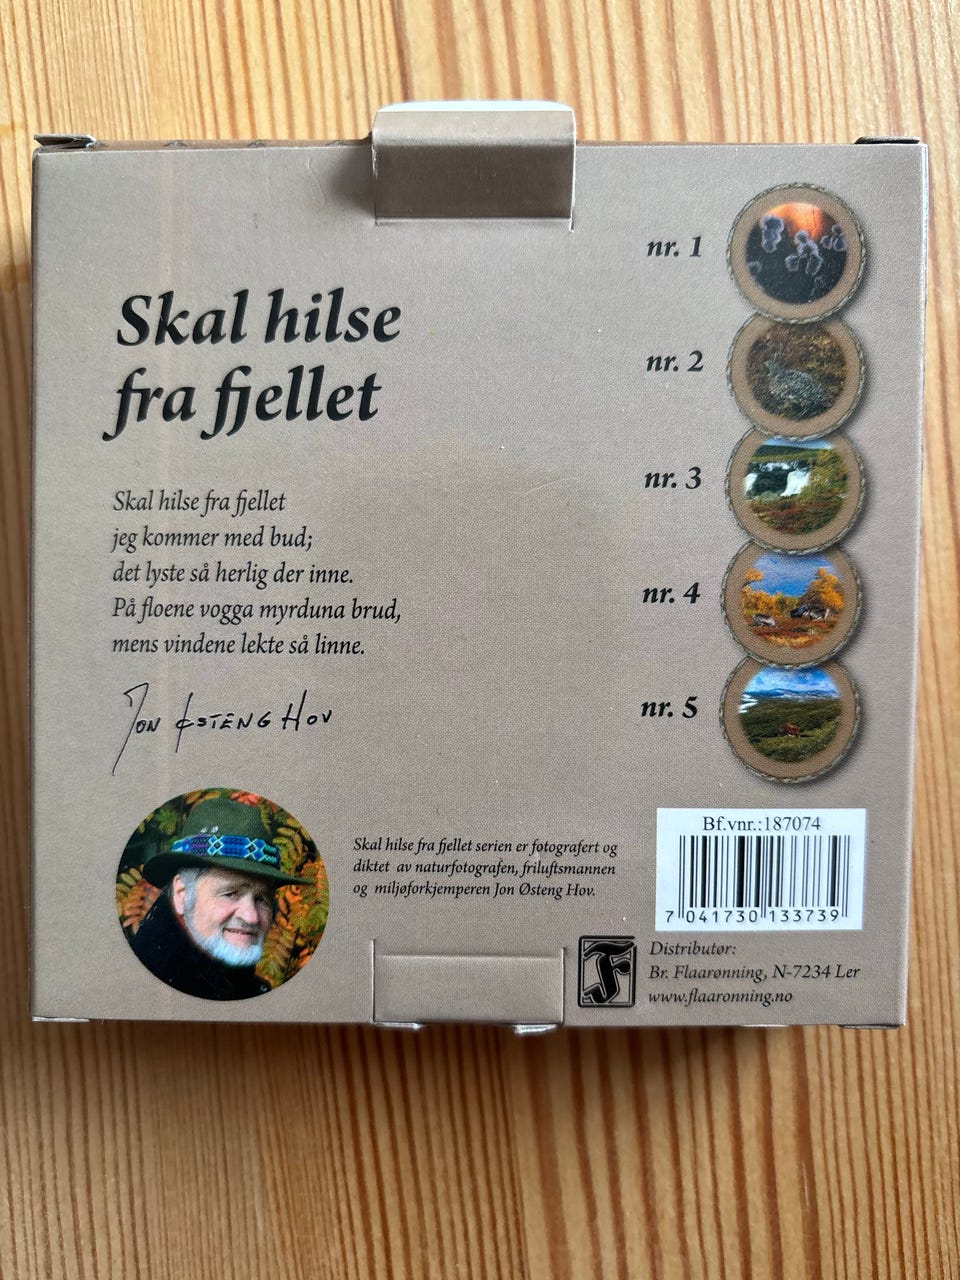 Skal hilse
fra fjellet
Skal hilse fra fjellet
jeg kommer med bud;
det lyste så herlig der inne.
På floene vogga myrduna brud,
mens vindene lekte så linne.
Jon Østeng Hov
Skal hilse fra fjellet serien er fotografert og
diktet av naturfotografen, friluftsmannen
og miljøforkjemperen Jon Østeng Hov.
nr. 1
nr. 2
nr. 3
nr. 4
nr. 5
Bf.vnr.:187074
7 041730 133739
F
Distributør:
Br. Flaarønning, N-7234 Ler
www.flaaronning.no